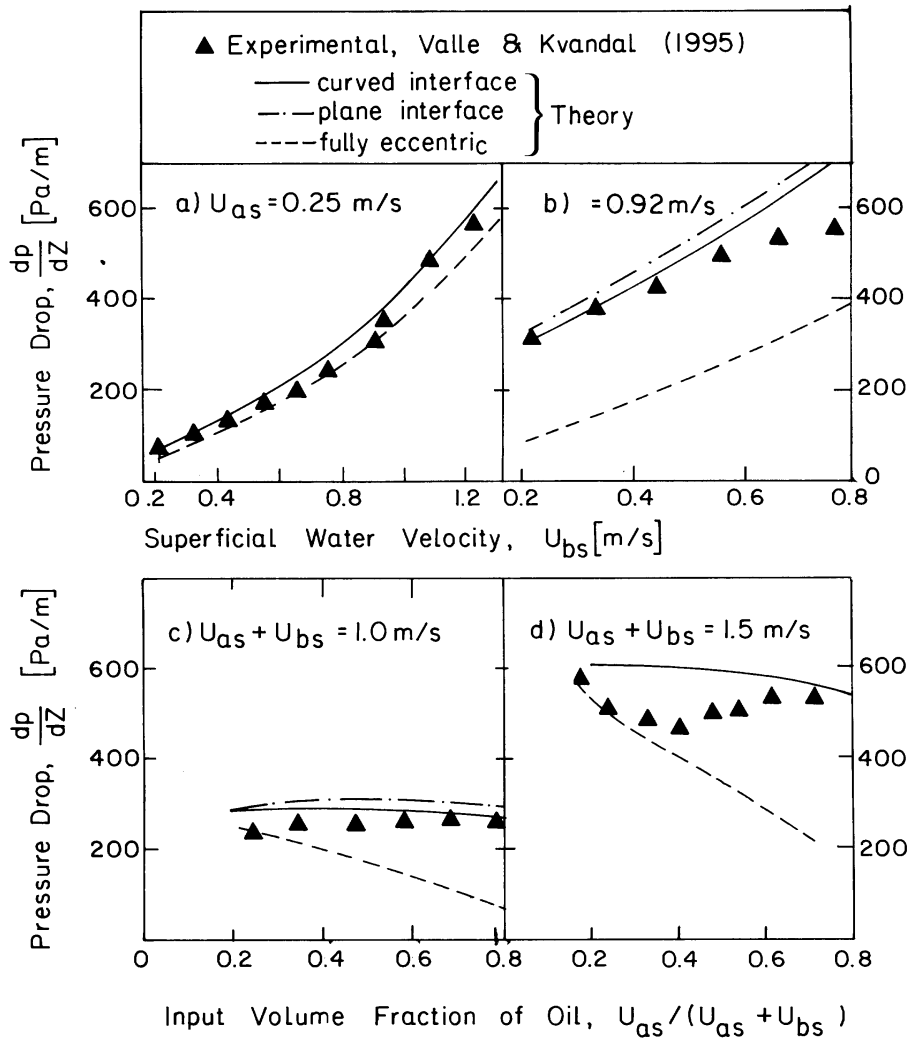 ▲ Experimental, Valle & Kvandal (1995)
curved interface
plane interface
fully eccentric
Theory
Pressure Drop, dp/dZ [Pa/m]
a) Uas=0.25 m/s
b) =0.92m/s
600
400
200
600
400
200
0
0.2 0.4 0.8 1.2
0.2 0.4 0.6 0.8
Superficial Water Velocity, Ubs[m/s]
Pressure Drop, dp/dZ [Pa/m]
c) Uas + Ubs = 1.0 m/s
d) Uas + Ubs = 1.5 m/s
600
400
200
600
400
200
0 0.2 0.4 0.6 0.8
0.2 0.4 0.6 0.8
Input Volume Fraction of Oil, Uas/(Uas + Ubs)